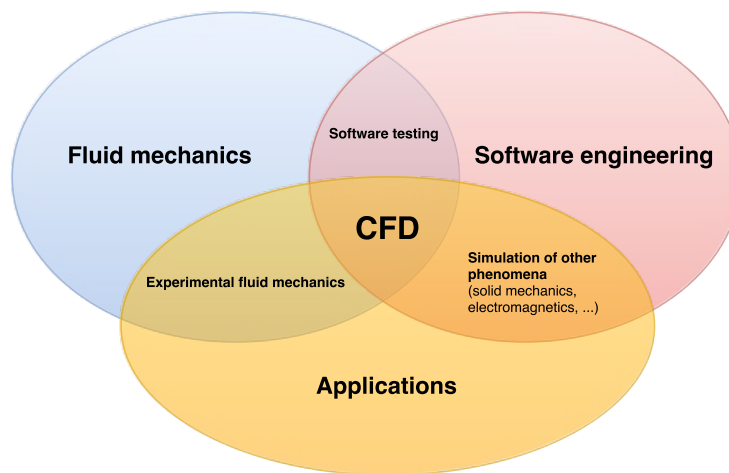 Software testing
Fluid mechanics
Software engineering
CFD
Simulation of other
phenomena
(solid mechanics,
electromagnetics, ...)
Experimental fluid mechanics
Applications